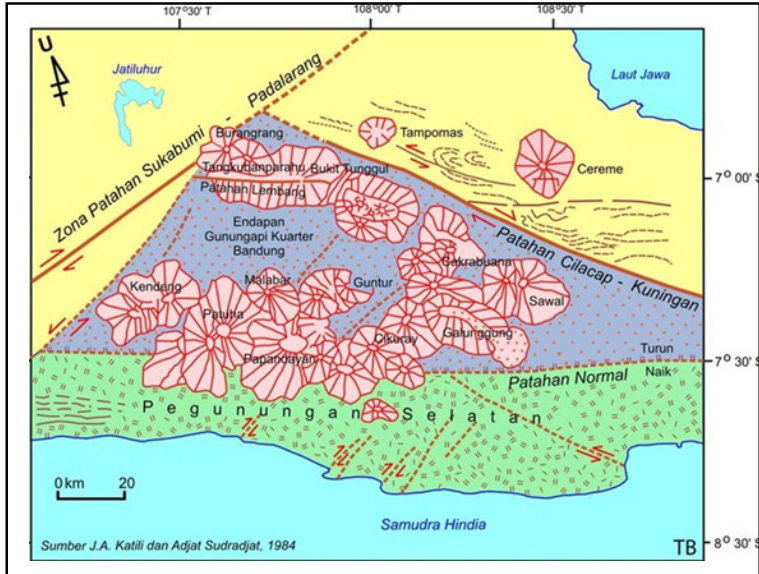 107°30' T
108°00' T
108°30' T
U
Jatiluhur
Laut Jawa
Zona Patahan Sukabumi - Padalarang
Burangrang
Tampomas
Cereme
Tangkubanparahu
Bukit Tunggul
7° 00' S
Patahan Lembang
Endapan
Gunungapi Kuarter
Bandung
Patahan Cilacap - Kuningan
Cakrabuana
Kendang
Malabar
Guntur
Sawal
Patuha
Cikuray
Galunggung
Papandayan
Turun
Naik
7° 30' S
Patahan Normal
Pegunungan Selatan
0 km 20
Samudra Hindia
Sumber J.A. Katili dan Adjat Sudradjat, 1984
TB
8° 30' S